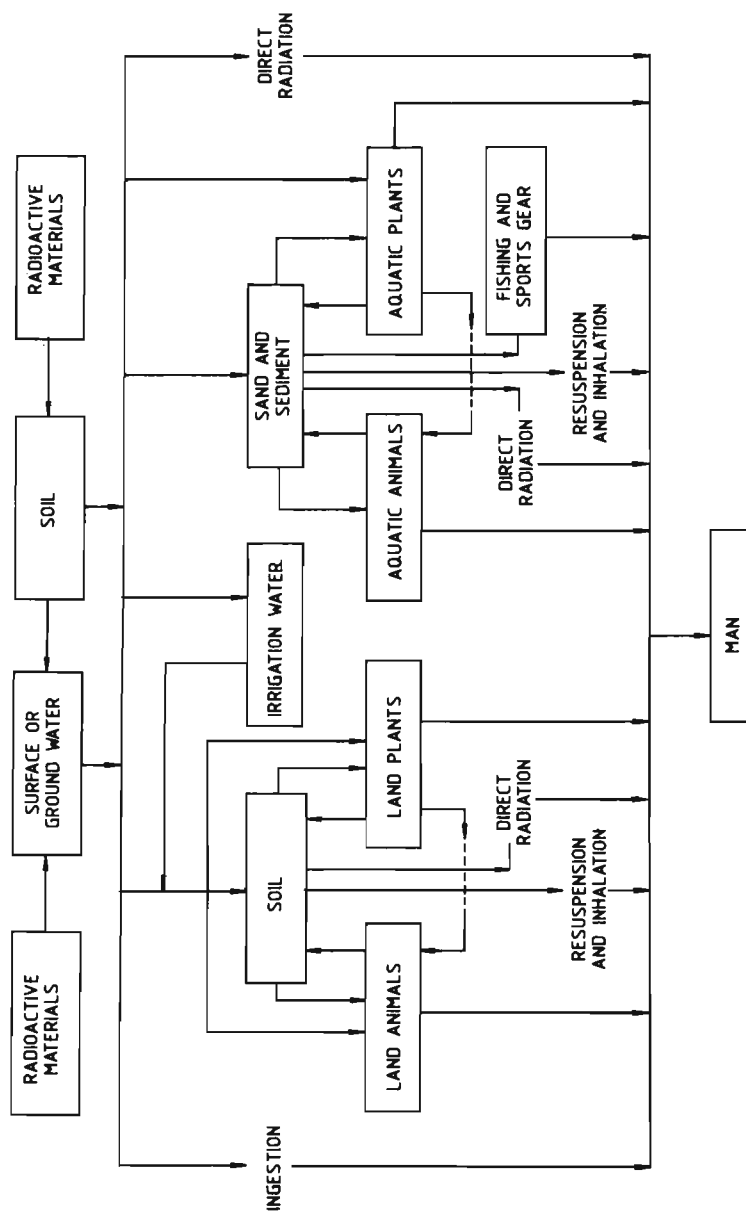 RADIOACTIVE
MATERIALS
SURFACE OR
GROUND WATER
SOIL
RADIOACTIVE
MATERIALS
INGESTION
SOIL
IRRIGATION WATER
SAND AND
SEDIMENT
DIRECT
RADIATION
LAND ANIMALS
LAND PLANTS
AQUATIC ANIMALS
AQUATIC PLANTS
RESUSPENSION
AND INHALATION
DIRECT
RADIATION
DIRECT
RADIATION
RESUSPENSION
AND INHALATION
FISHING AND
SPORTS GEAR
MAN